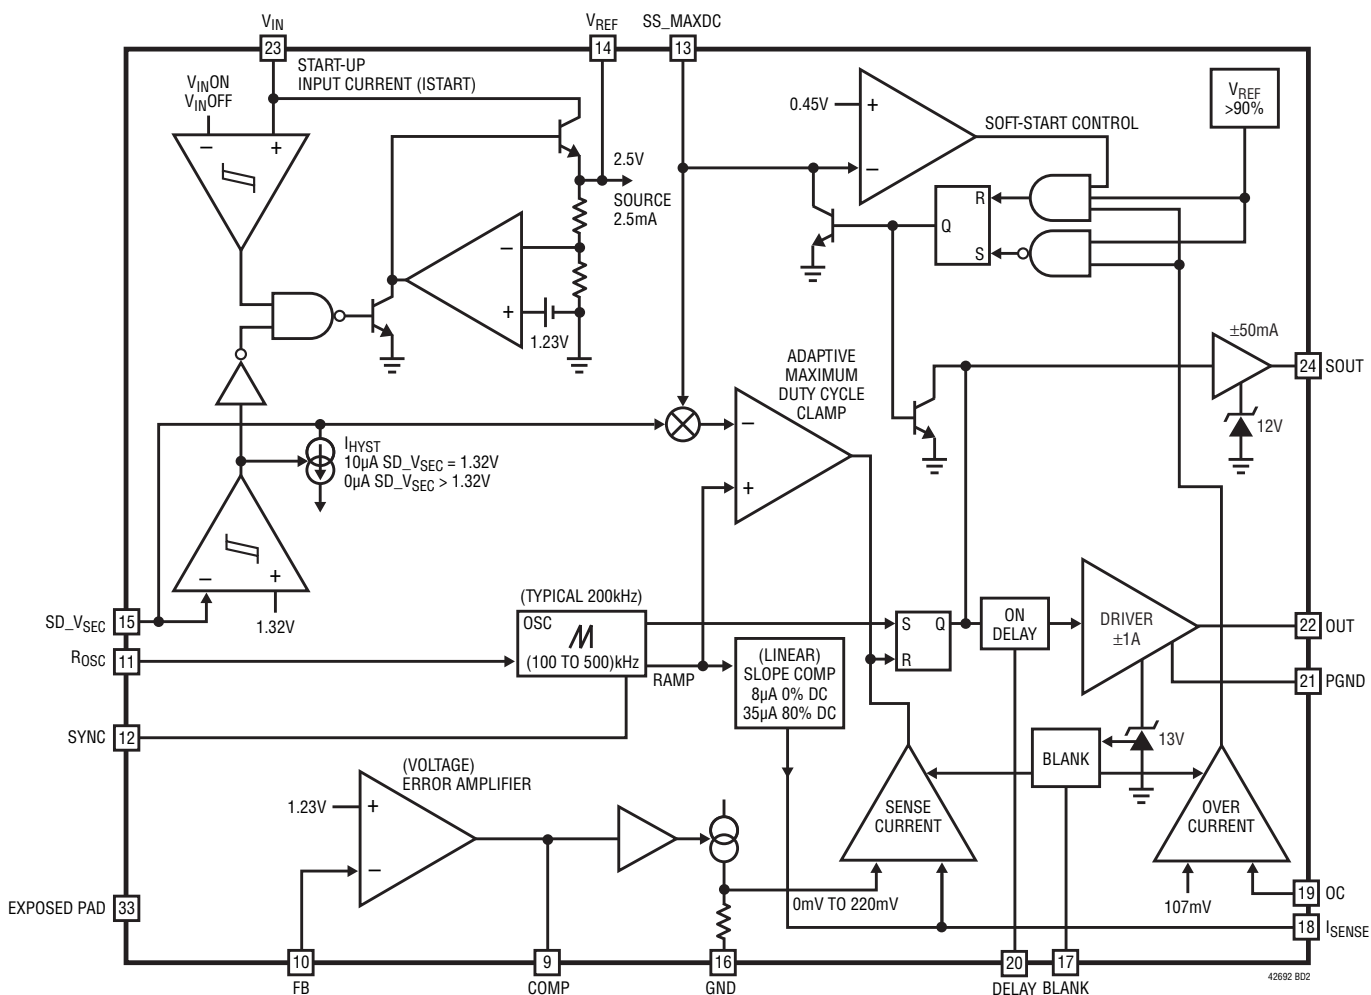 VIN
VREF
SS_MAXDC
23
14
13
START-UP
INPUT CURRENT (ISTART)
VINON
VINOFF
–
+
2.5V
SOURCE
2.5mA
–
+
1.23V
0.45V
+
–
SOFT-START CONTROL
VREF
>90%
R
Q
S
±50mA
24
SOUT
12V
ADAPTIVE
MAXIMUM
DUTY CYCLE
CLAMP
–
+
IHYST
10µA SD_VSEC = 1.32V
0µA SD_VSEC > 1.32V
–
+
SD_VSEC
15
1.32V
ROSC
11
(TYPICAL 200kHz)
OSC
(100 TO 500)kHz
RAMP
(LINEAR)
SLOPE COMP
8µA 0% DC
35µA 80% DC
S
Q
R
ON
DELAY
DRIVER
±1A
22
OUT
21
PGND
SYNC
12
BLANK
13V
(VOLTAGE)
ERROR AMPLIFIER
1.23V
+
–
SENSE
CURRENT
OVER
CURRENT
0mV TO 220mV
107mV
19
OC
18
ISENSE
EXPOSED PAD
33
10
9
16
20
17
FB
COMP
GND
DELAY
BLANK
42692 BD2